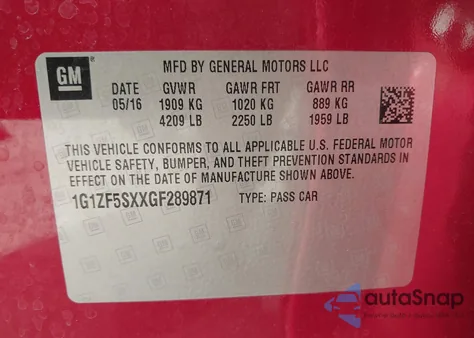 GM
MFD BY GENERAL MOTORS LLC
DATE GVWR GAWR FRT GAWR RR
05/16 1909 KG 1020 KG 889 KG
4209 LB 2250 LB 1959 LB
THIS VEHICLE CONFORMS TO ALL APPLICABLE U.S. FEDERAL MOTOR
VEHICLE SAFETY, BUMPER, AND THEFT PREVENTION STANDARDS IN
EFFECT ON THE DATE OF MANUFACTURE SHOWN ABOVE.
1G1ZF5SXXGF289871 TYPE: PASS CAR
autaSnap